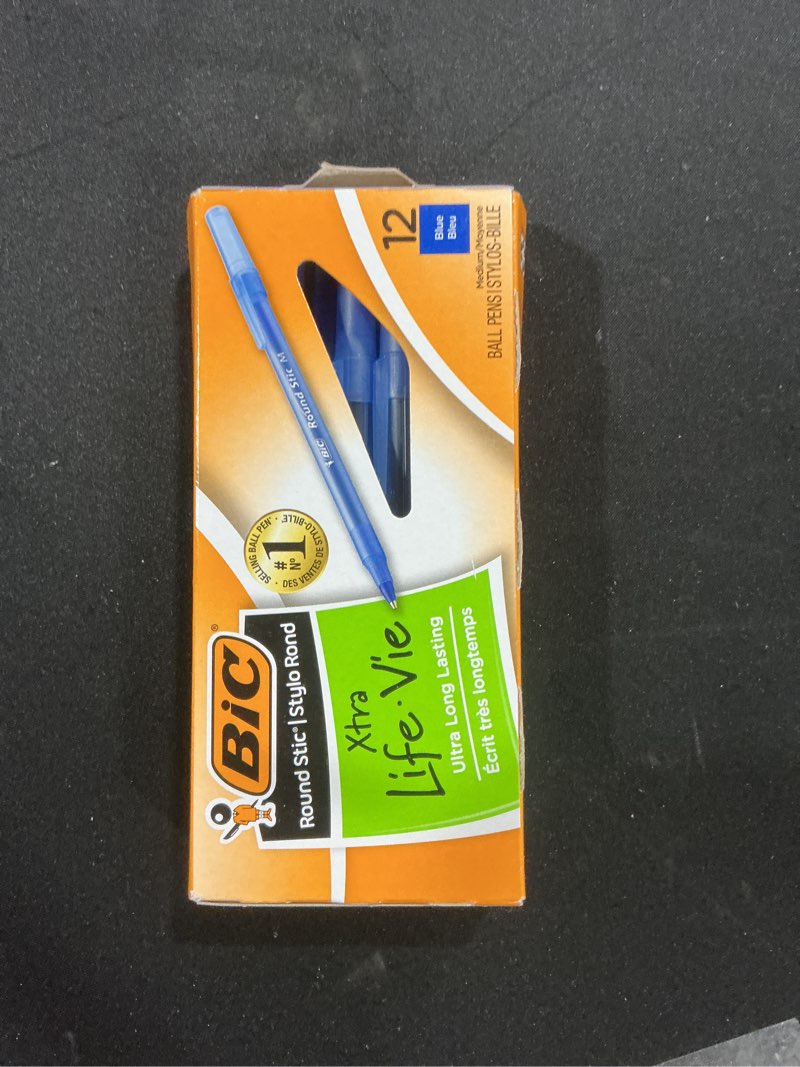 BiC®
Round Stic® | Stylo Rond
Xtra
Life·Vie
Ultra Long Lasting
Écrit très longtemps
SELLING BALL PEN*
# 1
Nº
DES VENTES DE STYLO-BILLE*
BiC Round Stic M
12
Blue
Bleu
Medium/Moyenne
BALL PENS | STYLOS-BILLE